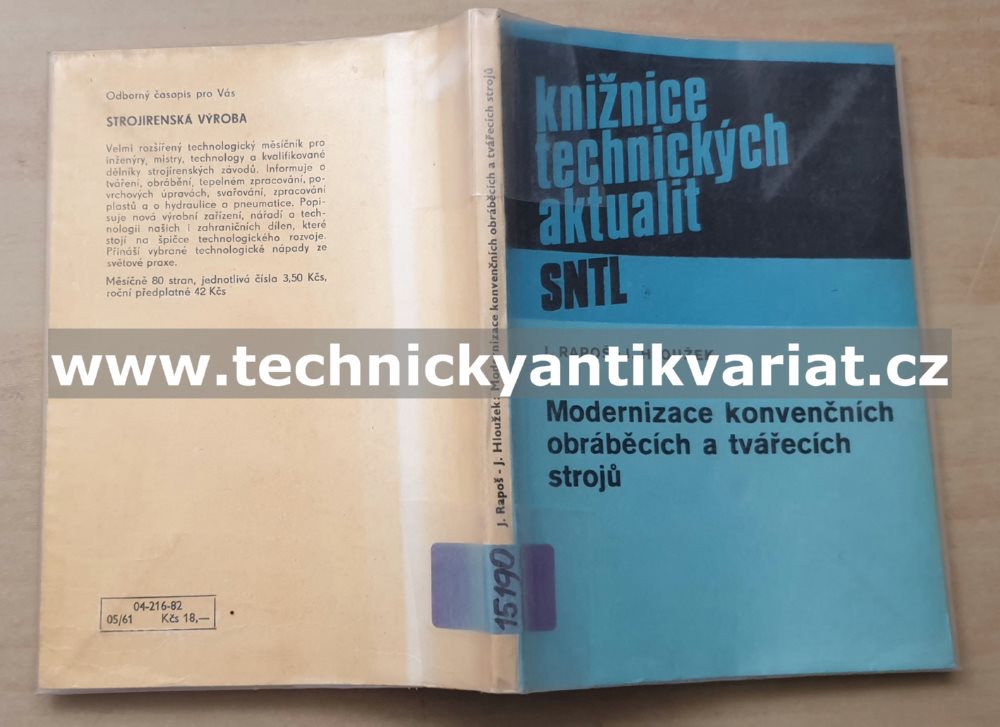 Odborný časopis pro Vás
STROJÍRENSKÁ VÝROBA
Velmi rozšířený technologický měsíčník pro
inženýry, mistry, technology a kvalifikované
dělníky strojírenských závodů. Informuje o
tváření, obrábění, tepelném zpracování, po-
vrchových úpravách, svařování, zpracování
plastů a o hydraulice a pneumatice. Popi-
suje nová výrobní zařízení, nářadí a tech-
nologii našich i zahraničních dílen, které
stojí na špičce technologického rozvoje.
Přináší vybrané technologické nápady ze
světové praxe.
Měsíčně 80 stran, jednotlivá čísla 3,50 Kčs,
roční předplatné 42 Kčs
04-216-82
05/61 Kčs 18,—
J. Rapoš - J. Hloužek: Modernizace konvenčních obráběcích a tvářecích strojů
15190
knižnice
technických
aktualit
SNTL
J. RAPOŠ - J. HLOUŽEK
Modernizace konvenčních
obráběcích a tvářecích
strojů
www.technickyantikvariat.cz